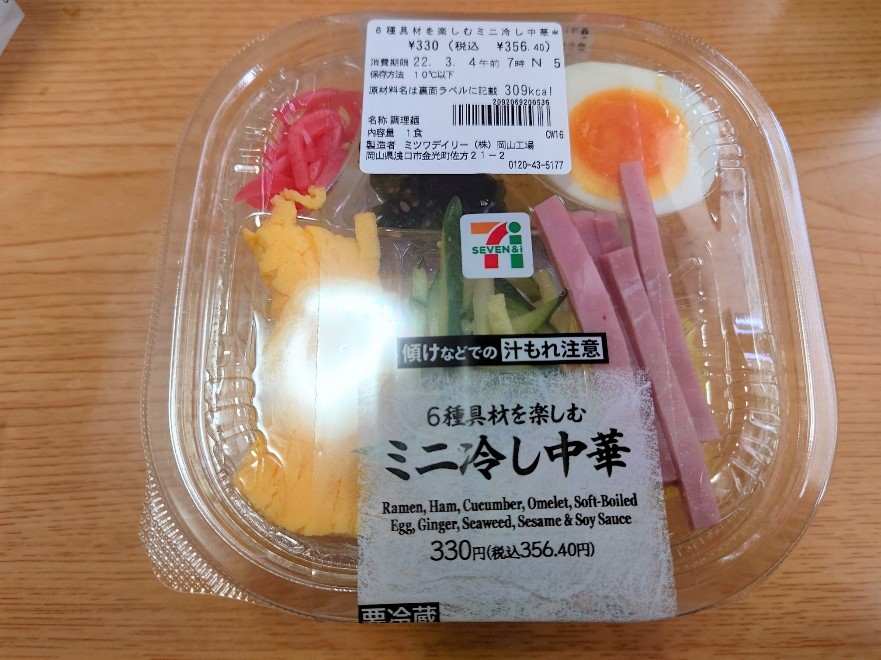 6種具材を楽しむミニ冷し中華*
¥330 (税込 ¥356.40)
消費期限 22. 3. 4午前 7時 N 5
保存方法 10℃以下
原材料名は裏面ラベルに記載 309kcal
2092069200536
名称 調理麺
内容量 1食 CW16
製造者 ミツワデイリー(株)岡山工場
岡山県浅口市金光町佐方21-2
0120-43-5177
SEVEN&i
傾けなどでの 汁もれ注意
6種具材を楽しむ
ミニ冷し中華
Ramen, Ham, Cucumber, Omelet, Soft-Boiled
Egg, Ginger, Seaweed, Sesame & Soy Sauce
330円(税込356.40円)
要冷蔵